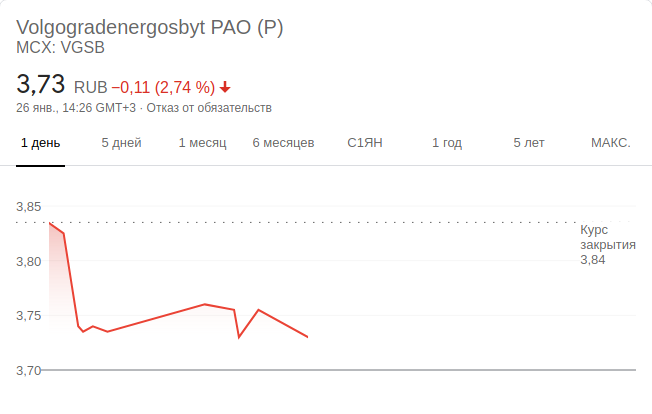 Volgogradenergosbyt PAO (P)
MCX: VGSB
3,73 RUB −0,11 (2,74 %)
26 янв., 14:26 GMT+3 · Отказ от обязательств
1 день 5 дней 1 месяц 6 месяцев С1ЯН 1 год 5 лет МАКС.
3,85
Курс
закрытия
3,84
3,80
3,75
3,70